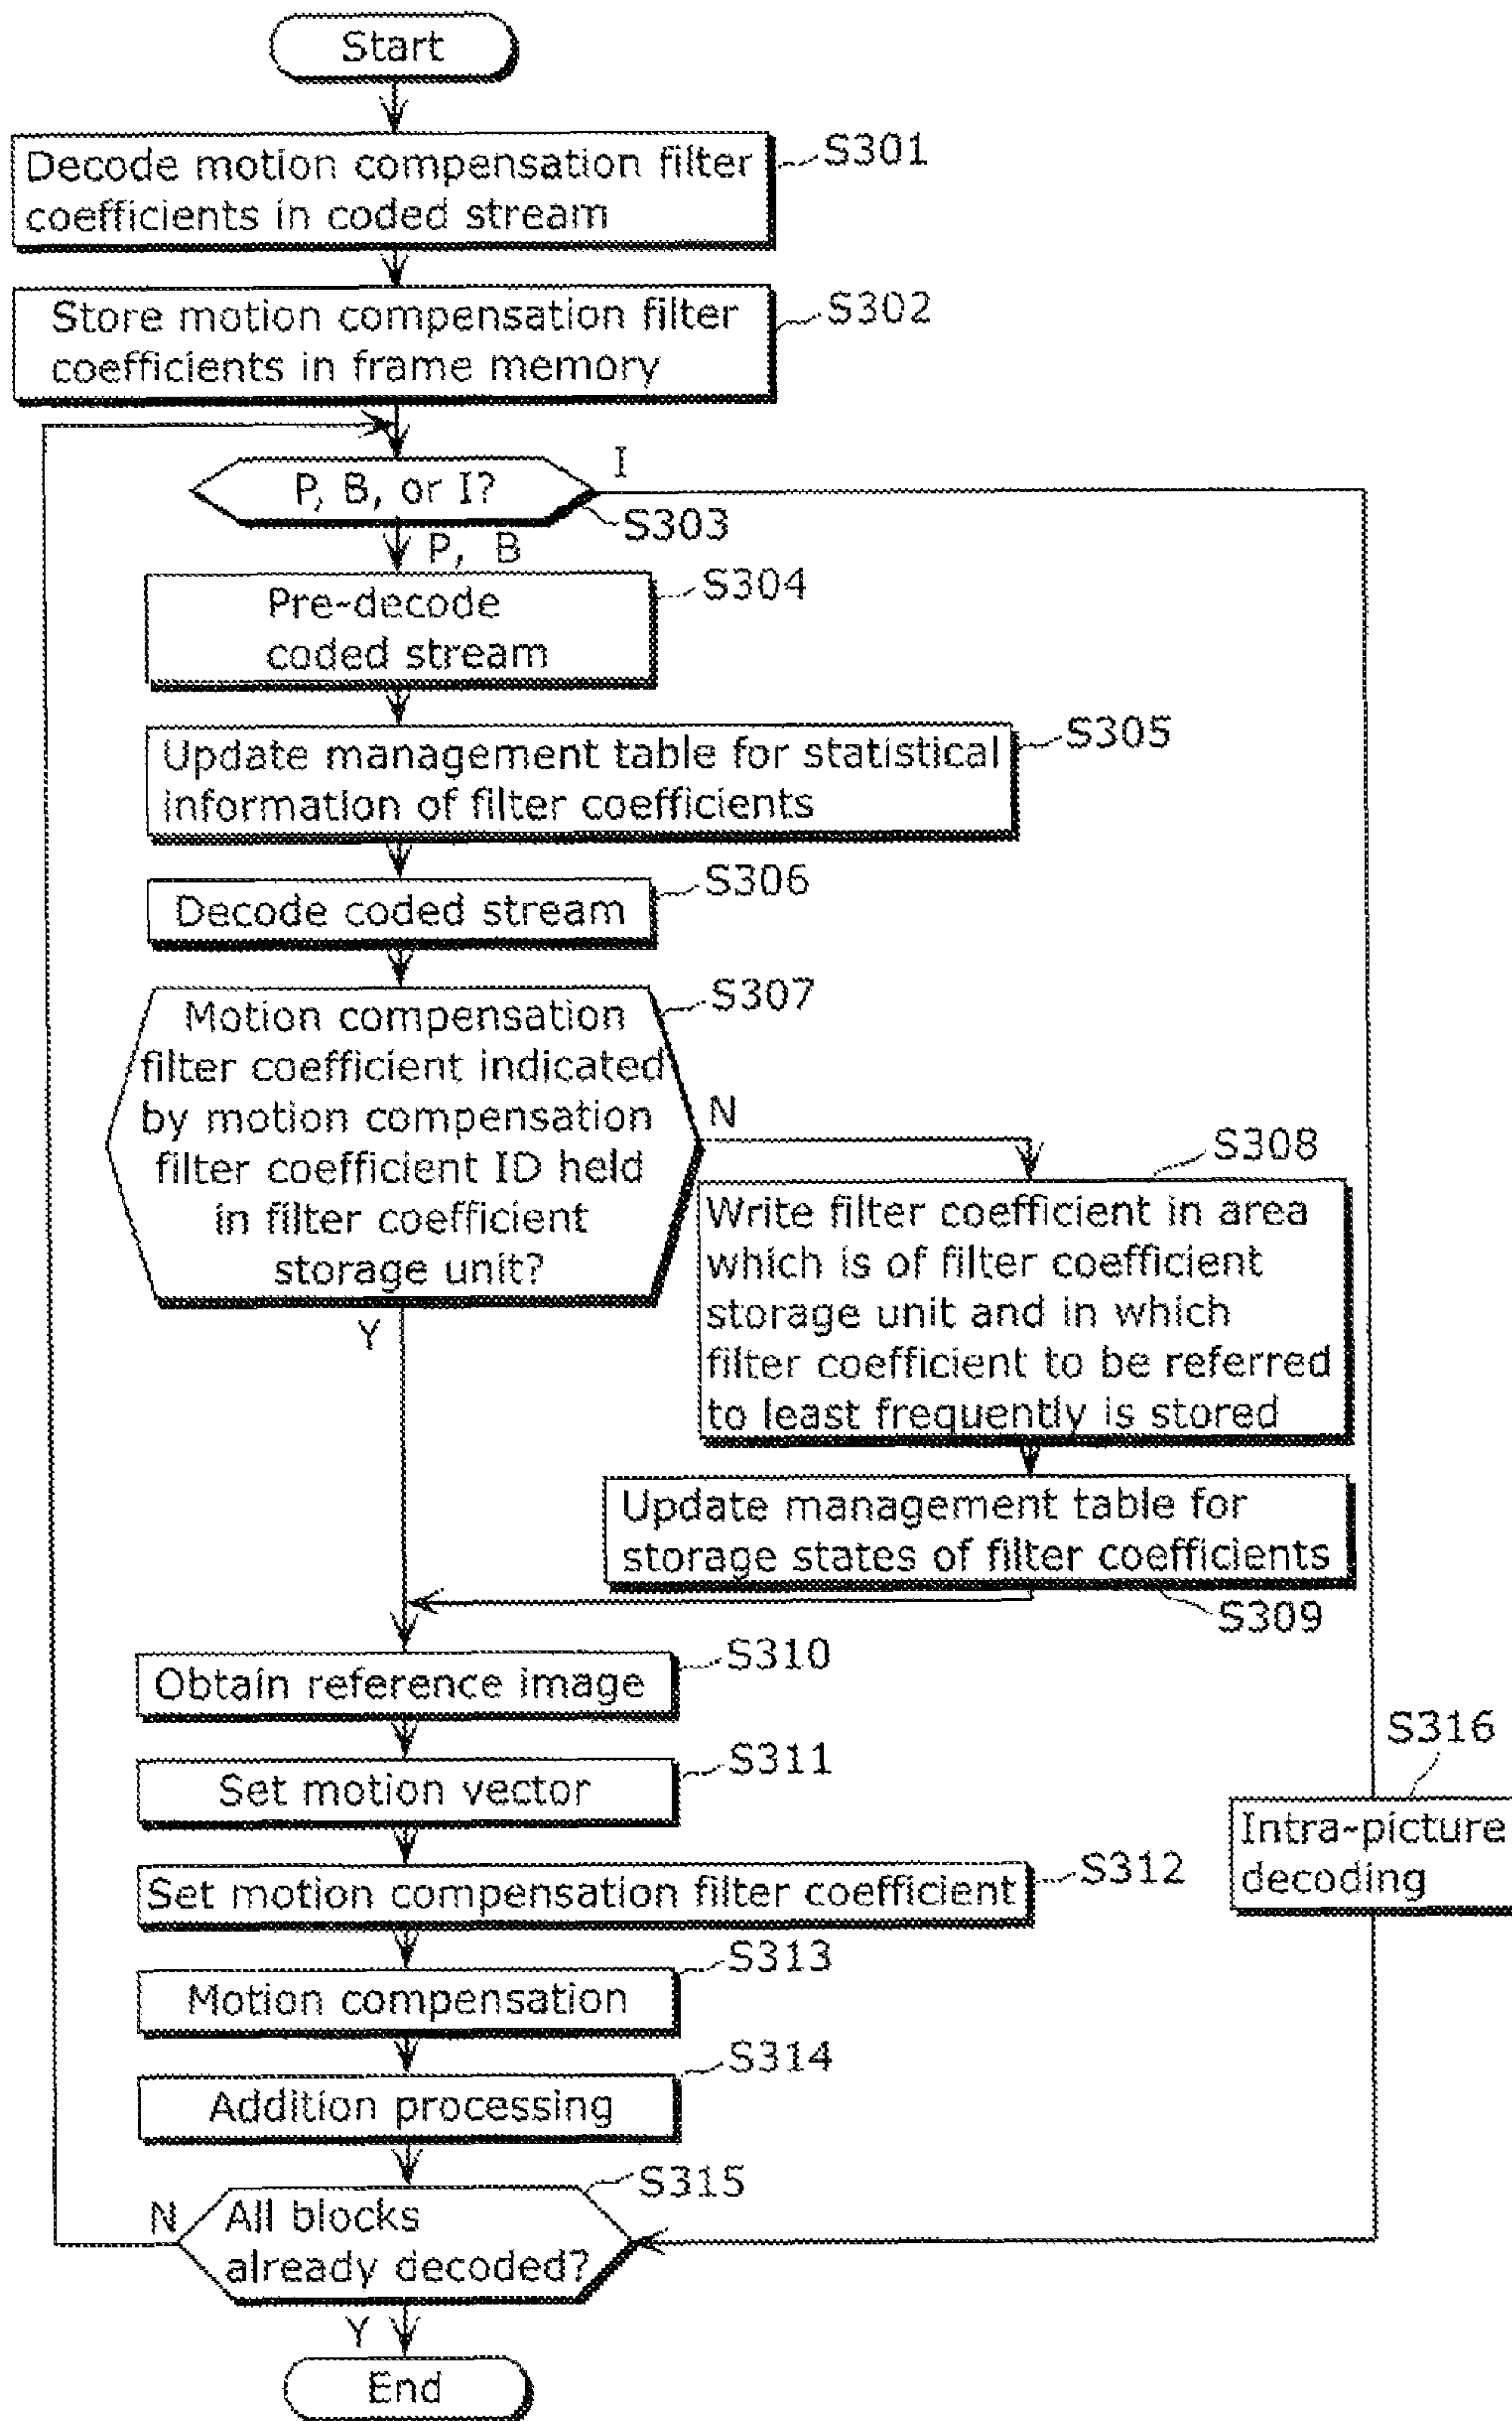 Start
Decode motion compensation filter
coefficients in coded stream
S301
Store motion compensation filter
coefficients in frame memory
S302
P, B, or I?
I
S303
P, B
Pre-decode
coded stream
S304
Update management table for statistical
information of filter coefficients
S305
Decode coded stream
S306
Motion compensation
filter coefficient indicated
by motion compensation
filter coefficient ID held
in filter coefficient
storage unit?
S307
N
Y
S308
Write filter coefficient in area
which is of filter coefficient
storage unit and in which
filter coefficient to be referred
to least frequently is stored
Update management table for
storage states of filter coefficients
S309
Obtain reference image
S310
Set motion vector
S311
Set motion compensation filter coefficient
S312
S316
Intra-picture
decoding
Motion compensation
S313
Addition processing
S314
All blocks
already decoded?
S315
N
Y
End